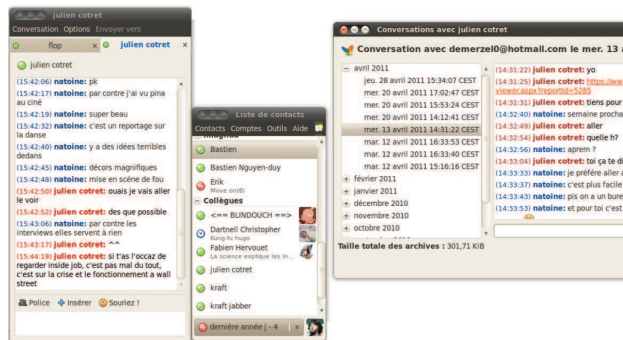 julien cotret
Conversation Options Envoyer vers
flop
julien cotret
julien cotret
(15:42:06) natoine: pk
(15:42:17) natoine: par contre j'ai vu pina
au ciné
(15:42:19) natoine: super beau
(15:42:32) natoine: c'est un reportage sur
la danse
(15:42:40) natoine: y a des idées terribles
dedans
(15:42:45) natoine: décors magnifiques
(15:42:48) natoine: mise en scéne de fou
(15:42:50) julien cotret: ouais je vais aller
le voir
(15:42:52) julien cotret: des que possible
(15:43:06) natoine: par contre les
interviews elles servent à rien
(15:43:17) julien cotret: ^^
(15:44:19) julien cotret: si t'as l'occaz de
regarder inside job, c'est pas mal du tout,
c'est sur la crise et le fonctionnement a wall
street
Police Insérer Souriez !
Liste de contacts
Contacts Comptes Outils Aide
Bastien
Bastien Nguyen-duy
Erik
Move on(8)
Collègues
<== BLINDOUCH ==>
Dartneil Christopher
Kung-fu hugo
Fabien Hervouet
La science explique les in...
julien cotret
kraft
kraft jabber
dernière année j - 4
Conversations avec julien cotret
Conversation avec demerzel0@hotmail.com le mer. 13 a
avril 2011
jeu. 28 avril 2011 15:34:07 CEST
mer. 20 avril 2011 17:02:47 CEST
mer. 20 avril 2011 15:53:24 CEST
mer. 20 avril 2011 14:12:41 CEST
mer. 13 avril 2011 14:31:22 CEST
mar. 12 avril 2011 16:33:53 CEST
mar. 12 avril 2011 16:33:40 CEST
mar. 12 avril 2011 15:16:16 CEST
février 2011
janvier 2011
décembre 2010
novembre 2010
octobre 2010
Taille totale des archives : 301,71 KiB
(14:31:22) julien cotret: yo
(14:31:25) julien cotret: https://ww
viewer.aspx?reportId=5285
(14:31:31) julien cotret: tiens pour
(14:32:40) natoine: semaine procha
(14:32:49) julien cotret: aller
(14:32:54) julien cotret: quelle h?
(14:32:56) natoine: aprem ?
(14:33:04) julien cotret: toi ça te di
(14:33:33) natoine: je préfère aller a
(14:33:37) natoine: c'est plus facile
(14:33:43) natoine: pis on a un bure
(14:33:53) natoine: et pour toi c'est